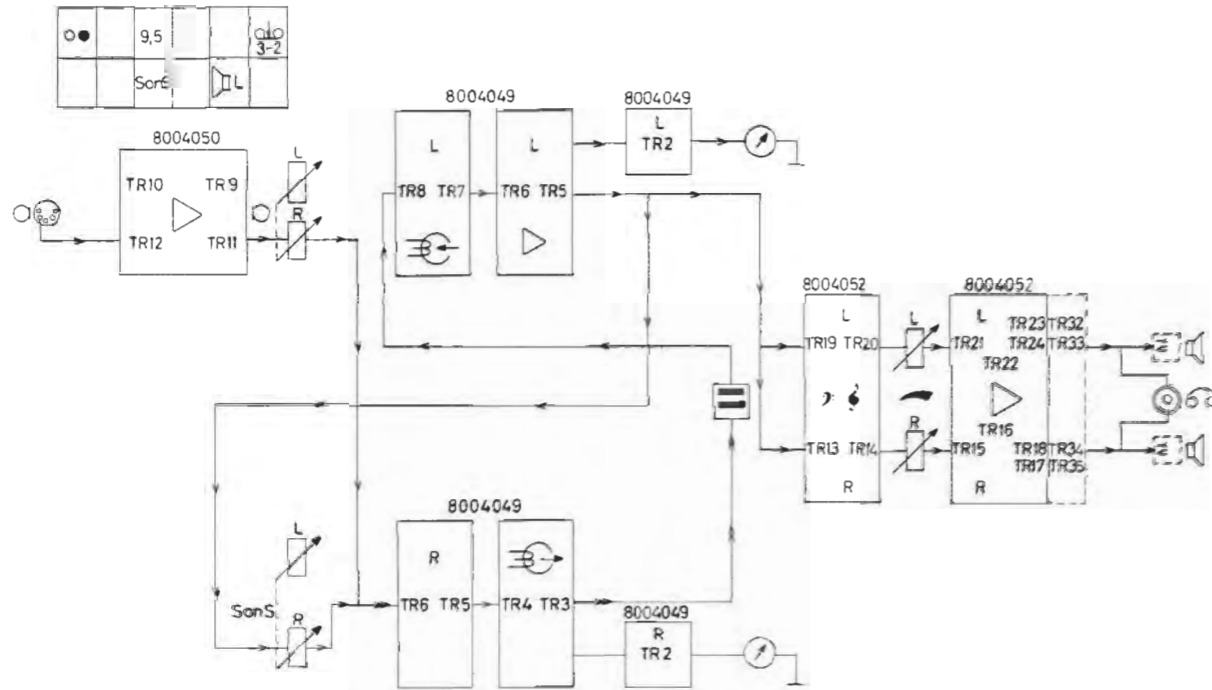 9,5
3-2
SonS L
8004050
TR10 TR9
TR12 TR11
L
R
8004049
L L
TR8 TR7 TR6 TR5
8004049
L
TR2
8004052
L
TR19 TR20
TR13 TR14
R
L
R
8004052
L TR23 TR32
TR21 TR24 TR33
TR22
TR16
TR15 TR18 TR34
TR17 TR35
R
L
SonS
R
8004049
R
TR6 TR5 TR4 TR3
8004049
R
TR2